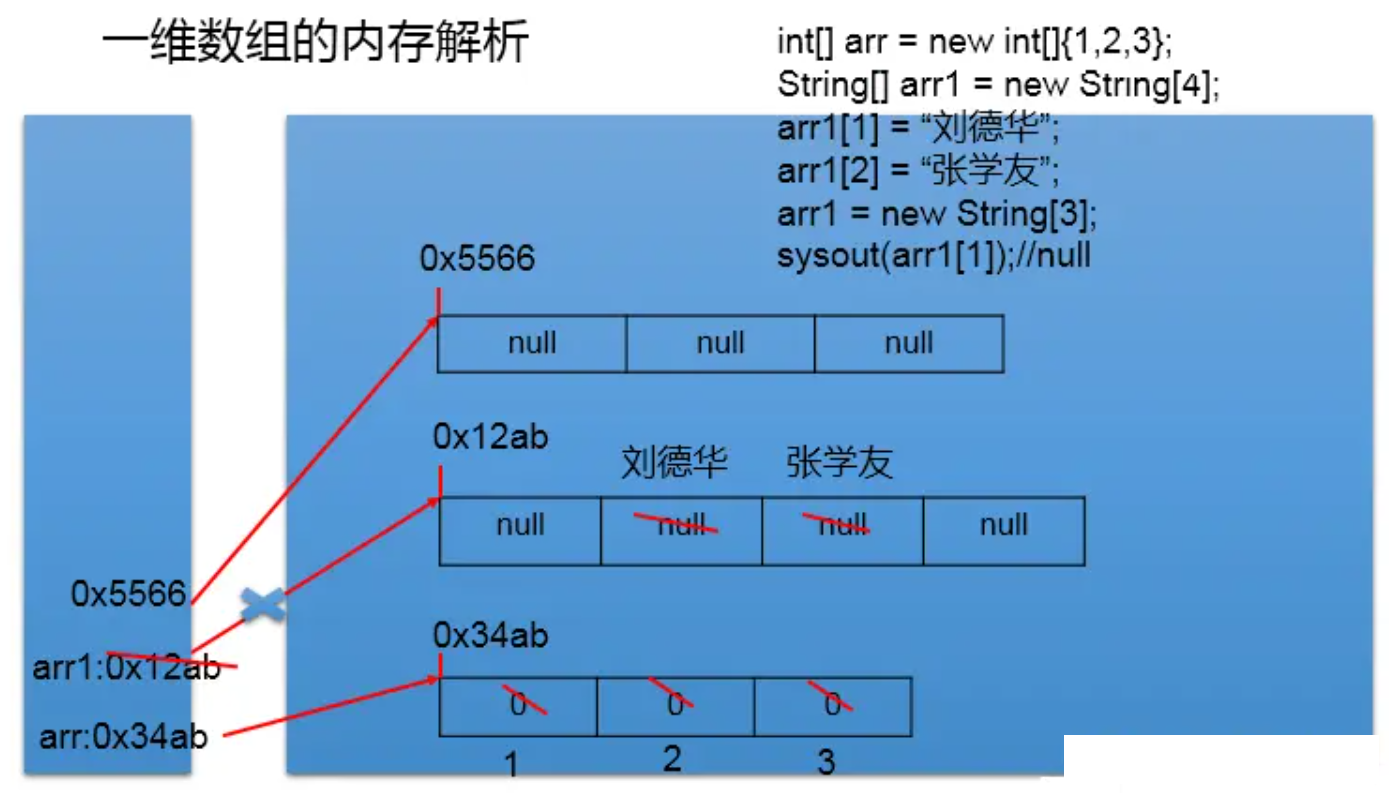 一维数组的内存解析
int[] arr = new int[]{1,2,3};
String[] arr1 = new String[4];
arr1[1] = “刘德华”;
arr1[2] = “张学友”;
arr1 = new String[3];
sysout(arr1[1]);//null
0x5566
null null null
0x12ab
刘德华 张学友
null null null null
0x5566
0x34ab
arr1:0x12ab
0 0 0
arr:0x34ab
1 2 3